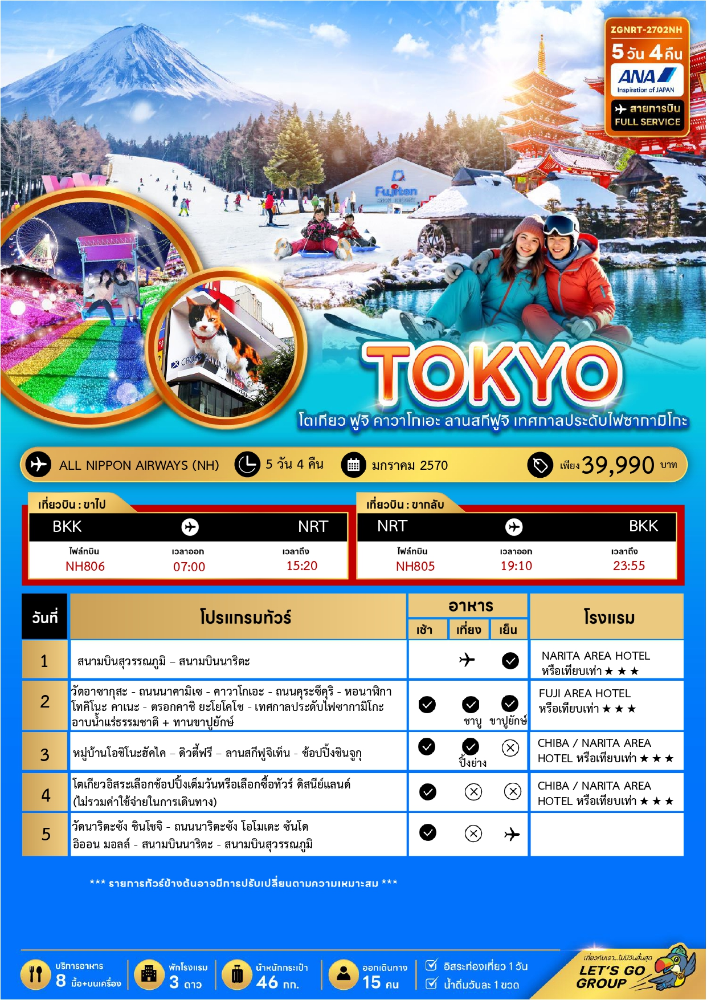 ZGNRT-2702NH
5 วัน 4 คืน
ANA
Inspiration of JAPAN
สายการบิน
FULL SERVICE
Fujiten
SNOW RESORT
CROSS SHINJUKU VISION
TOKYO
โตเกียว ฟูจิ คาวาโกเอะ ลานสกีฟูจิ เทศกาลประดับไฟซากามิโกะ
ALL NIPPON AIRWAYS (NH) 5 วัน 4 คืน มกราคม 2570 เพียง 39,990 บาท
เที่ยวบิน : ขาไป
BKK NRT
ไฟล์ทบิน เวลาออก เวลาถึง
NH806 07:00 15:20
เที่ยวบิน : ขากลับ
NRT BKK
ไฟล์ทบิน เวลาออก เวลาถึง
NH805 19:10 23:55
วันที่ โปรแกรมทัวร์ อาหาร โรงแรม
เช้า เที่ยง เย็น
1 สนามบินสุวรรณภูมิ – สนามบินนาริตะ
NARITA AREA HOTEL
หรือเทียบเท่า ★ ★ ★
2
วัดอาซากุสะ - ถนนนาคามิเซ - คาวาโกเอะ - ถนนคุระซึคุริ - หอนาฬิกา
โทคิโนะ คาเนะ - ตรอกคาชิ ยะโยโคโช - เทศกาลประดับไฟซากามิโกะ
อาบน้ำแร่ธรรมชาติ + ทานขาปูยักษ์
ชาบู ขาปูยักษ์
FUJI AREA HOTEL
หรือเทียบเท่า ★ ★ ★
3 หมู่บ้านโอชิโนะฮัคไค – ดิวตี้ฟรี – ลานสกีฟูจิเท็น - ช้อปปิ้งชินจูกุ
ปิ้งย่าง
CHIBA / NARITA AREA
HOTEL หรือเทียบเท่า ★ ★ ★
4
โตเกียวอิสระเลือกช้อปปิ้งเต็มวันหรือเลือกซื้อทัวร์ ดิสนีย์แลนด์
(ไม่รวมค่าใช้จ่ายในการเดินทาง)
CHIBA / NARITA AREA
HOTEL หรือเทียบเท่า ★ ★ ★
5
วัดนาริตะซัง ชินโชจิ - ถนนนาริตะซัง โอโมเตะ ซันโด
อิออน มอลล์ - สนามบินนาริตะ - สนามบินสุวรรณภูมิ
*** รายการทัวร์ข้างต้นอาจมีการปรับเปลี่ยนตามความเหมาะสม ***
บริการอาหาร
8 มื้อ+บนเครื่อง
พักโรงแรม
3 ดาว
น้ำหนักกระเป๋า
46 กก.
ออกเดินทาง
15 คน
อิสระท่องเที่ยว 1 วัน
น้ำดื่มวันละ 1 ขวด
เที่ยวกับเรา...ไม่มีวันสิ้นสุด
LET'S GO
GROUP